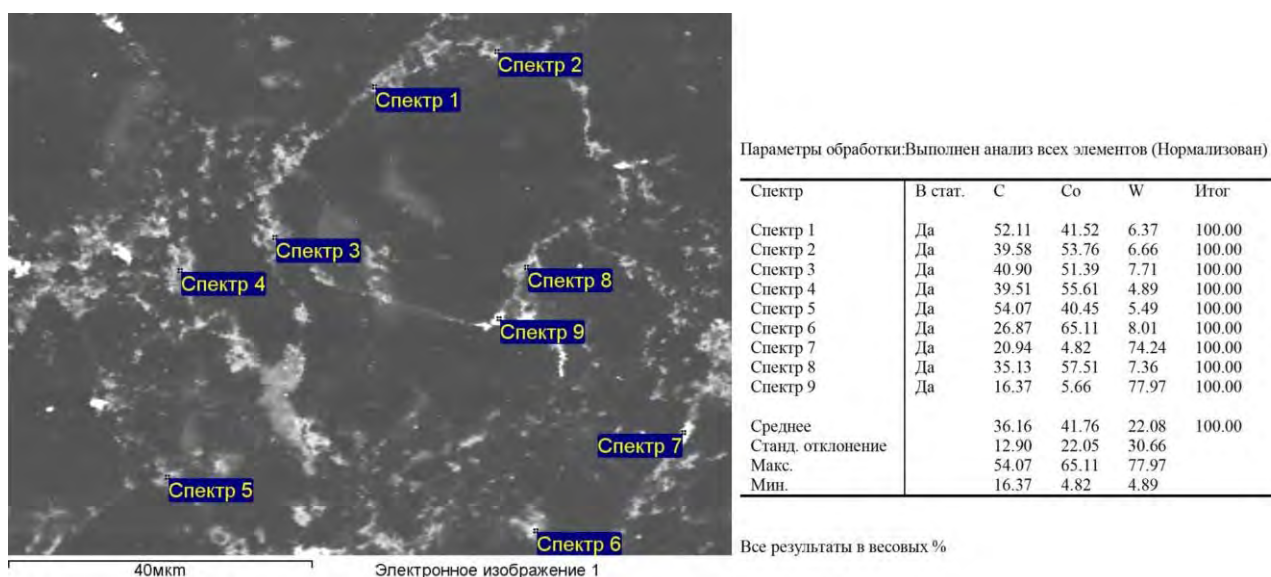 Спектр 2
Спектр 1
Спектр 3
Спектр 4
Спектр 8
Спектр 9
Спектр 7
Спектр 5
Спектр 6
40мкm
Электронное изображение 1
Параметры обработки:Выполнен анализ всех элементов (Нормализован)
Спектр В стат. C Co W Итог
Спектр 1 Да 52.11 41.52 6.37 100.00
Спектр 2 Да 39.58 53.76 6.66 100.00
Спектр 3 Да 40.90 51.39 7.71 100.00
Спектр 4 Да 39.51 55.61 4.89 100.00
Спектр 5 Да 54.07 40.45 5.49 100.00
Спектр 6 Да 26.87 65.11 8.01 100.00
Спектр 7 Да 20.94 4.82 74.24 100.00
Спектр 8 Да 35.13 57.51 7.36 100.00
Спектр 9 Да 16.37 5.66 77.97 100.00
Среднее 36.16 41.76 22.08 100.00
Станд. отклонение 12.90 22.05 30.66
Макс. 54.07 65.11 77.97
Мин. 16.37 4.82 4.89
Все результаты в весовых %